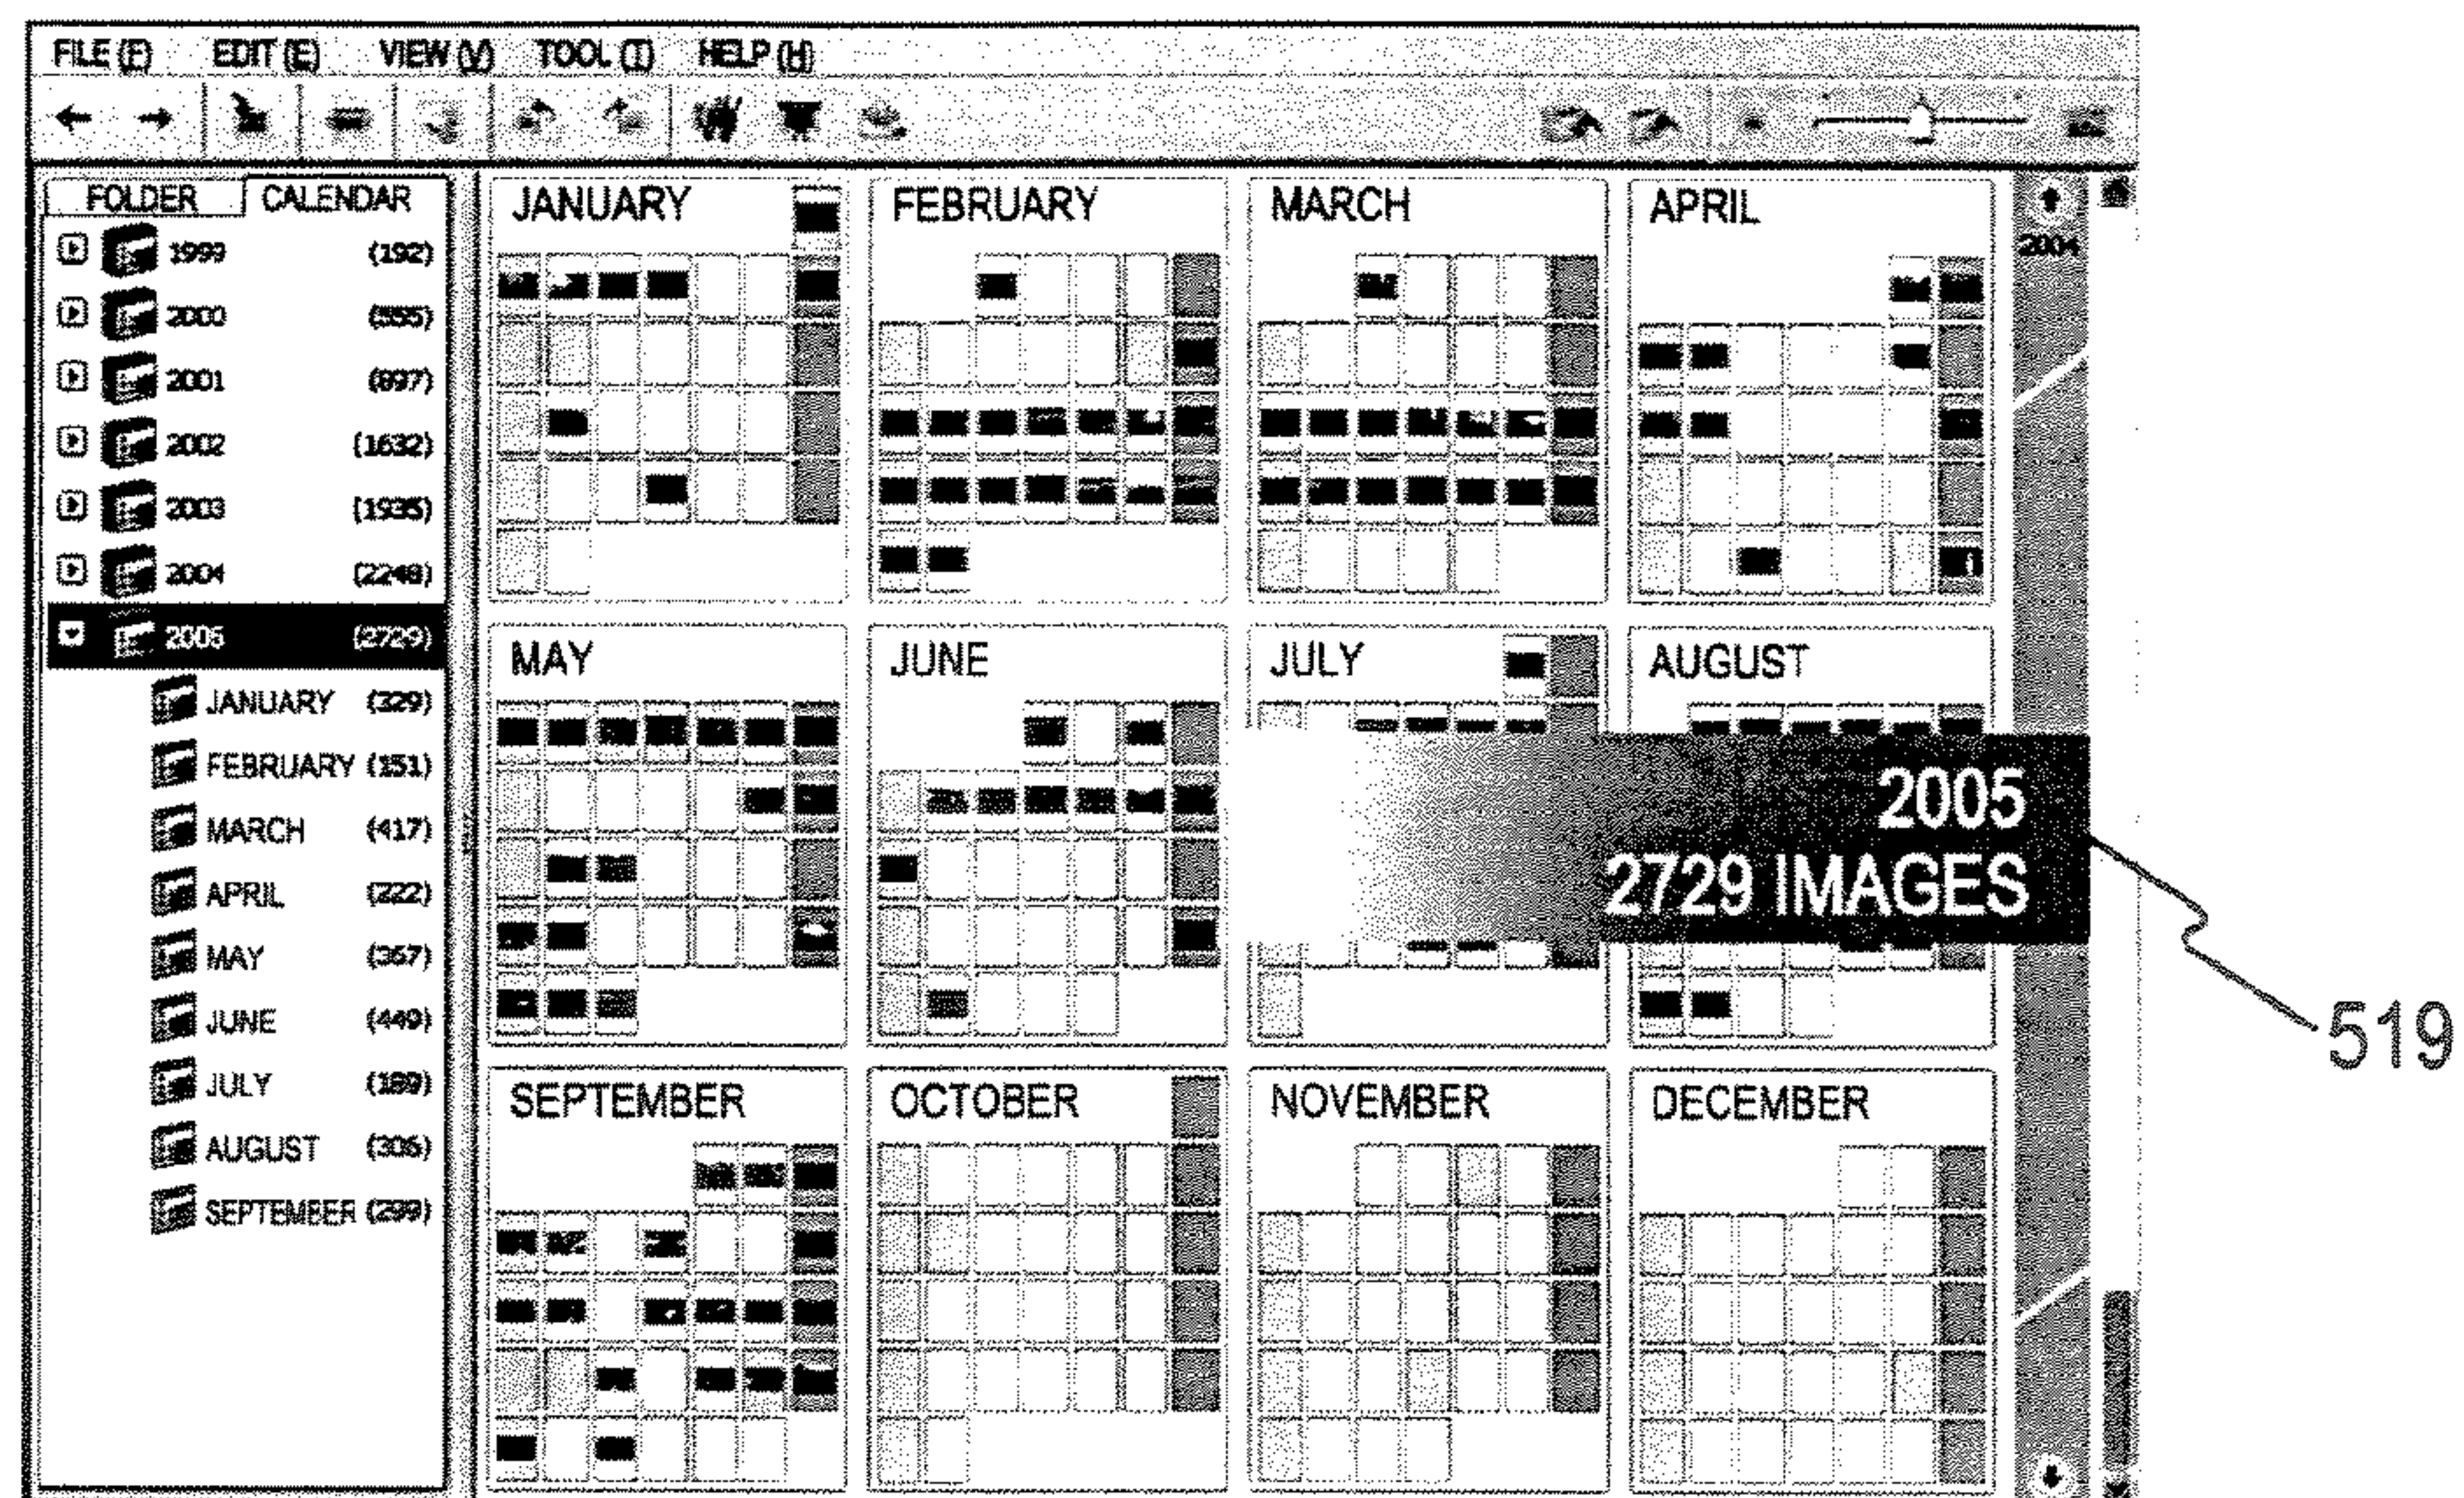 FILE (F) EDIT (E) VIEW (V) TOOL (T) HELP (H)
FOLDER CALENDAR
1999 (192)
2000 (555)
2001 (897)
2002 (1632)
2003 (1935)
2004 (2248)
2005 (2729)
JANUARY (329)
FEBRUARY (151)
MARCH (417)
APRIL (222)
MAY (367)
JUNE (449)
JULY (189)
AUGUST (306)
SEPTEMBER (299)
JANUARY FEBRUARY MARCH APRIL
2004
MAY JUNE JULY AUGUST
2005
2729 IMAGES
519
SEPTEMBER OCTOBER NOVEMBER DECEMBER